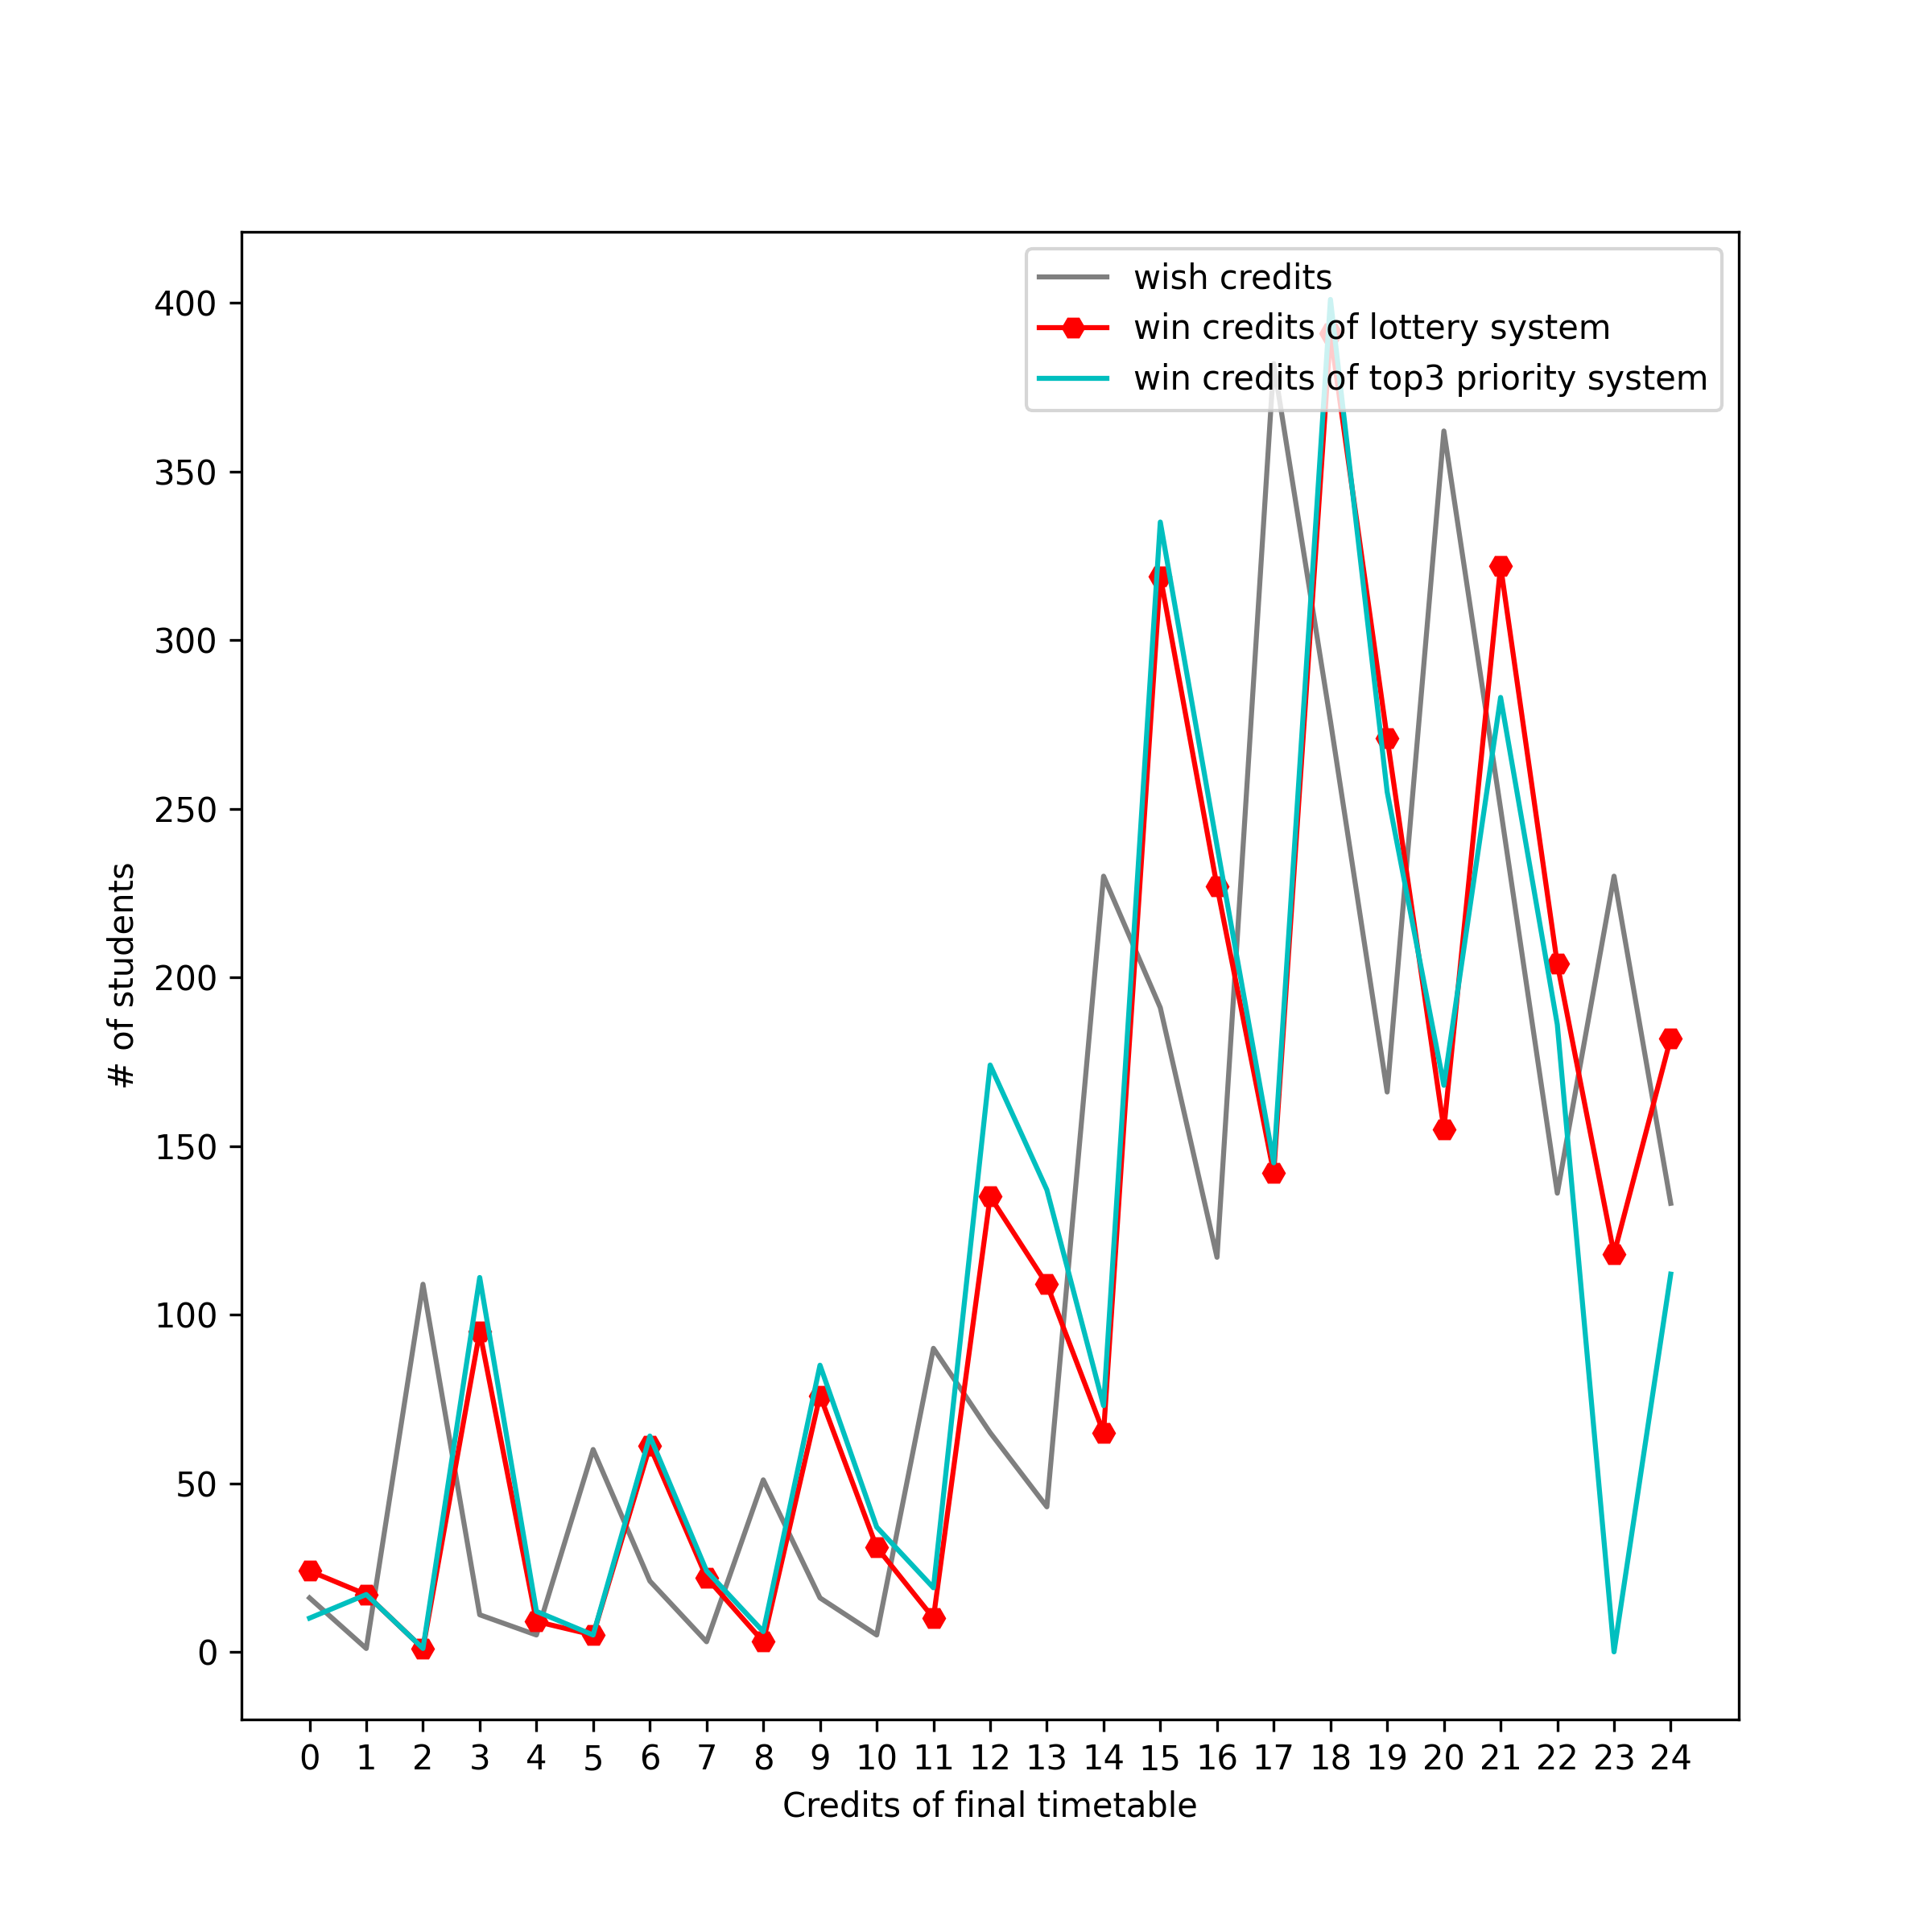 wish credits
win credits of lottery system
win credits of top3 priority system
400
350
300
250
200
150
100
50
0
# of students
0 1 2 3 4 5 6 7 8 9 10 11 12 13 14 15 16 17 18 19 20 21 22 23 24
Credits of final timetable